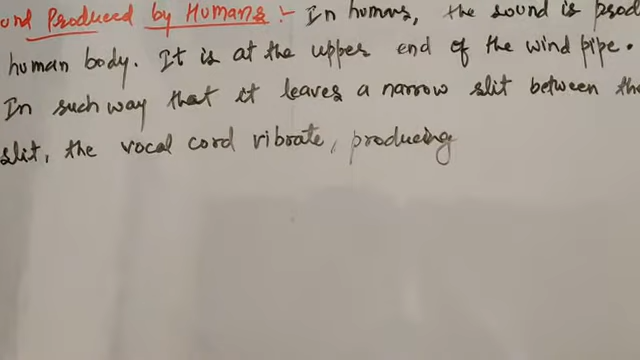 und Produced by Humans :- In humans, the sound is prod
human body. It is at the upper end of the wind pipe.
In such way that it leaves a narrow slit between the
slit, the vocal cord vibrate, producing